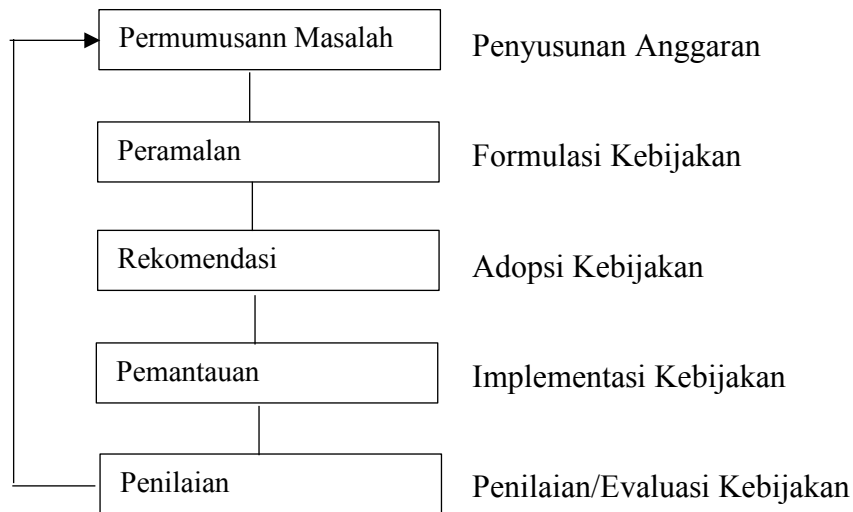 Permumusann Masalah
Penyusunan Anggaran
Peramalan
Formulasi Kebijakan
Rekomendasi
Adopsi Kebijakan
Pemantauan
Implementasi Kebijakan
Penilaian
Penilaian/Evaluasi Kebijakan